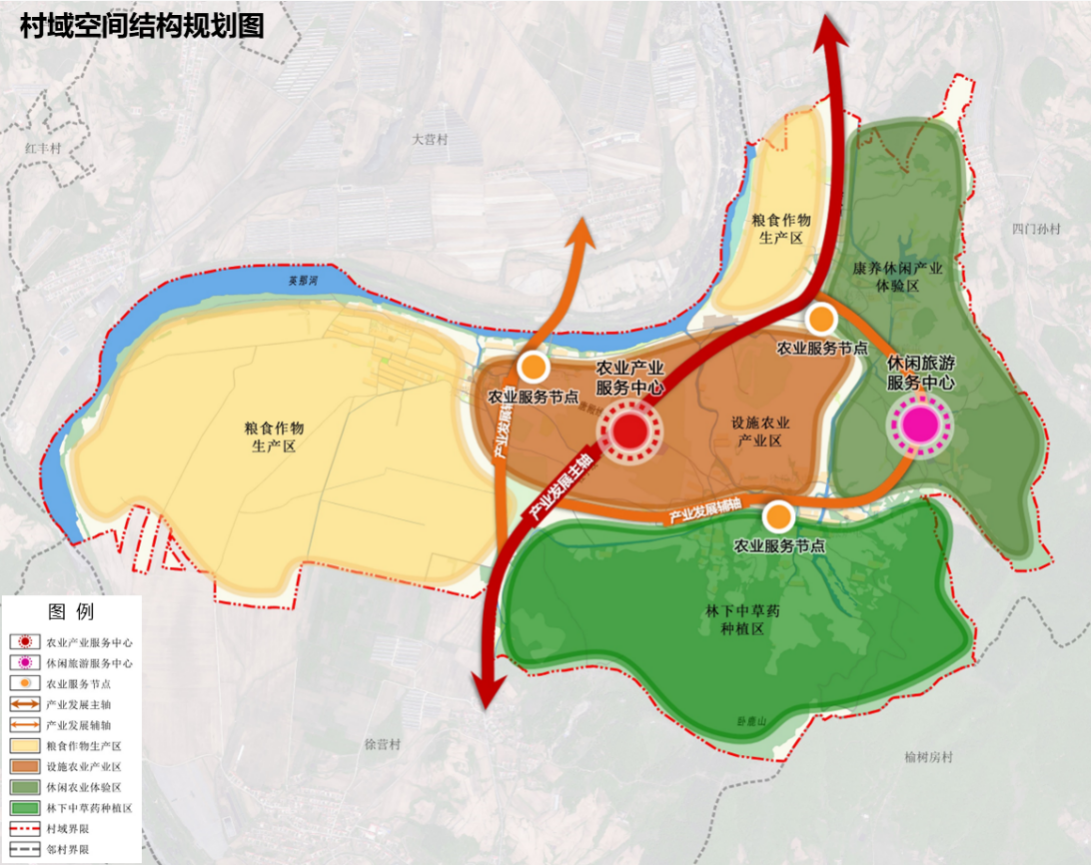 村域空间结构规划图
红丰村
大营村
四门孙村
英那河
粮食作物
生产区
康养休闲产业
体验区
农业服务节点
休闲旅游
服务中心
农业产业
服务中心
农业服务节点
粮食作物
生产区
设施农业
产业区
产业发展辅轴
产业发展主轴
产业发展辅轴
农业服务节点
林下中草药
种植区
卧鹿山
徐营村
榆树房村
图 例
农业产业服务中心
休闲旅游服务中心
农业服务节点
产业发展主轴
产业发展辅轴
粮食作物生产区
设施农业产业区
休闲农业体验区
林下中草药种植区
村域界限
邻村界限